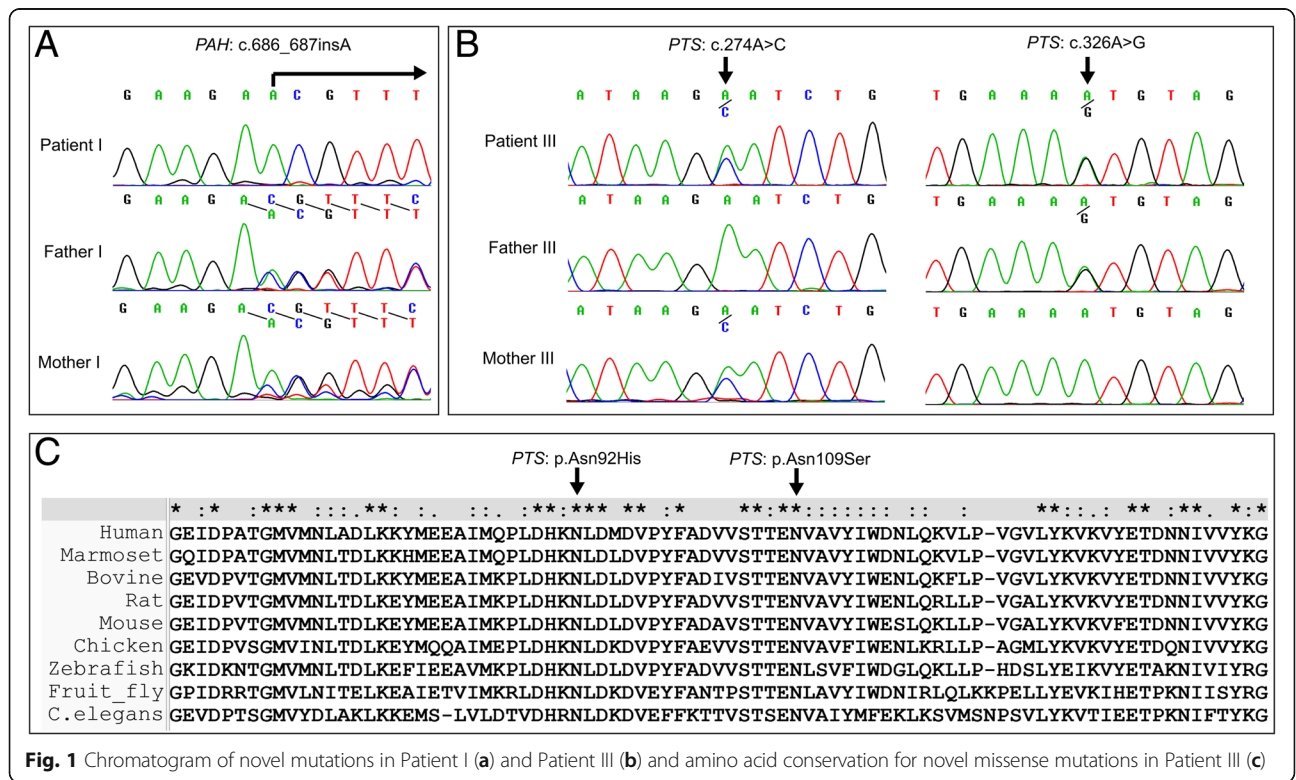 A
PAH: c.686_687insA
G A A G A A C G T T T
Patient I
G A A G A C G T T T C
A C G T T T
Father I
G A A G A C G T T T C
A C G T T T
Mother I
B
PTS: c.274A>C
A T A A G A A T C T G
C
Patient III
A T A A G A A T C T G
Father III
A T A A G A A T C T G
C
Mother III
PTS: c.326A>G
T G A A A A T G T A G
G
T G A A A A T G T A G
G
T G A A A A T G T A G
C
PTS: p.Asn92His PTS: p.Asn109Ser
* :* *** ** :. ::. :**:**** ** :* **:**:::::: :: : **::.: ** :**. *:*
Human GEIDPATGMVMNLADLKKYMEEAIMQPLDHKNLDMDVPYFADVVSTTENVAVYIWDNLQKVLP-VGVLYKVKVYETDNNIVVYKG
Marmoset GQIDPATGMVMNLADLKKHMEEAIMQPLDHKNLDMDVPYFADVVSTTENVAVYIWDNLQKVLP-VGVLYKVKVYETDNNIVVYKG
Bovine GEVDPVTGMVMNLTDLKEYMEEAIMKPLDHKNLDLDVPYFADIVSTTENVAVYIWENLQKFLP-VGVLYKVKVYETDNNIVVYKG
Rat GEIDPVTGMVMNLTDLKEYMEEAIMKPLDHKNLDLDVPYFADVVSTTENVAVYIWENLQRLLP-VGALYKVKVYETDNNIVVYKG
Mouse GEIDPVTGMVMNLTDLKEYMEEAIMKPLDHKNLDLDVPYFADAVSTTENVAVYIWESLQKLLP-VGALYKVKVFETDNNIVVYKG
Chicken GEIDPVSGMVINLTDLKEYMQQAIMEPLDHKNLDKDVPYFADVVSTTENVAVYIWENLKRLLP-AGMLYKVKVYETDQNIVVYKG
Zebrafish GKIDKNTGMVMNLTDLKEFIEEAVMKPLDHKNLDLDVPYFADVVSTTENLSVFIWDGLQKLLP-HDSLYEIKVYETAKNIVIYRG
Fruit_fly GPIDRRTGMVLNITELKEAIETVIMKRLDHKNLDKDVEYFANTPSTTENLAVYIWDNIRLQLKKPELLYEVKIHETPKNIISYRG
C.elegans GEVDPTSGMVYDLAKLKKEMS-LVLDTVDHRNLDKDVEFFKTTVSTSENVAIYMFEKLKSVMSNPSVLYKVTIEETPKNIFTYKG
Fig. 1 Chromatogram of novel mutations in Patient I (a) and Patient III (b) and amino acid conservation for novel missense mutations in Patient III (c)